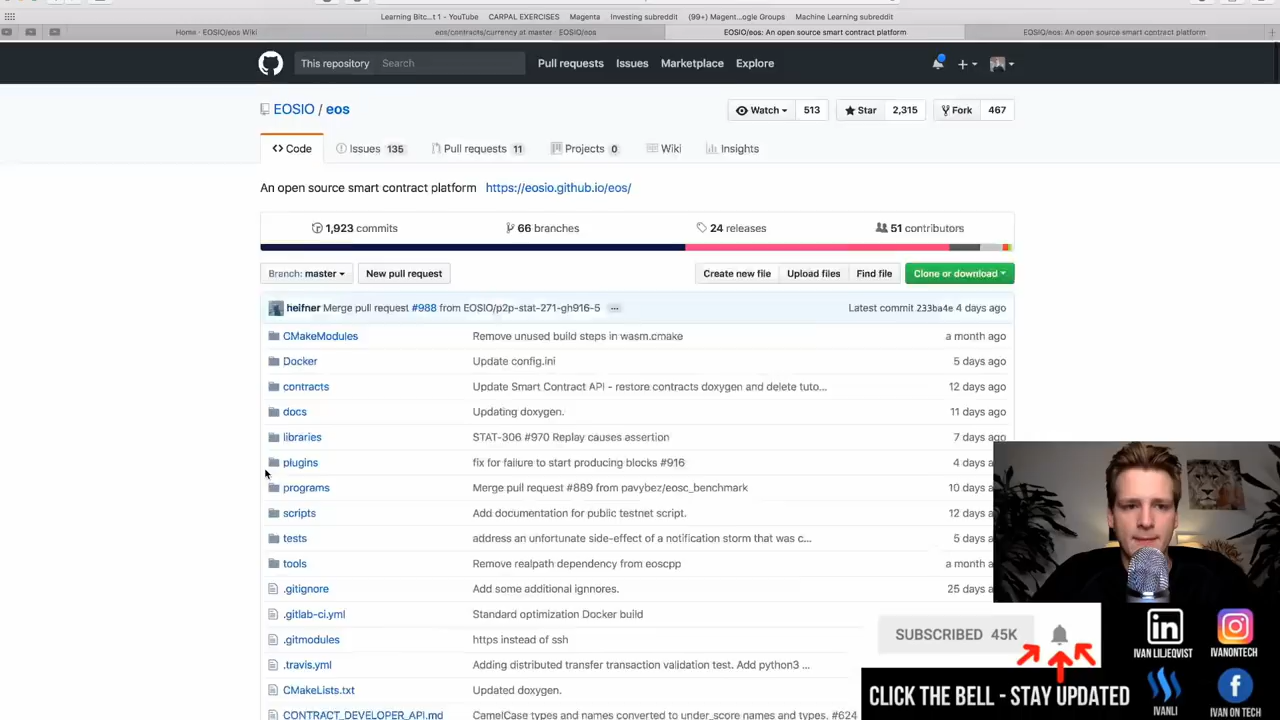 Learning Bitc...t 1 - YouTube CARPAL EXERCISES Magenta Investing subreddit (99+) Magent...ogle Groups Machine Learning subreddit
Home · EOSIO/eos Wiki eos/contracts/currency at master · EOSIO/eos EOSIO/eos: An open source smart contract platform EOSIO/eos: An open source smart contract platform
This repository Search Pull requests Issues Marketplace Explore
EOSIO / eos Watch 513 Star 2,315 Fork 467
Code Issues 135 Pull requests 11 Projects 0 Wiki Insights
An open source smart contract platform https://eosio.github.io/eos/
1,923 commits 66 branches 24 releases 51 contributors
Branch: master New pull request Create new file Upload files Find file Clone or download
heifner Merge pull request #988 from EOSIO/p2p-stat-271-gh916-5 ... Latest commit 233ba4e 4 days ago
CMakeModules Remove unused build steps in wasm.cmake a month ago
Docker Update config.ini 5 days ago
contracts Update Smart Contract API - restore contracts doxygen and delete tuto... 12 days ago
docs Updating doxygen. 11 days ago
libraries STAT-306 #970 Replay causes assertion 7 days ago
plugins fix for failure to start producing blocks #916 4 days a
programs Merge pull request #889 from pavybez/eosc_benchmark 10 days a
scripts Add documentation for public testnet script. 12 days a
tests address an unfortunate side-effect of a notification storm that was c... 5 days a
tools Remove realpath dependency from eoscpp a month a
.gitignore Add some additional ignnores. 25 days a
.gitlab-ci.yml Standard optimization Docker build
.gitmodules https instead of ssh
.travis.yml Adding distributed transfer transaction validation test. Add python3 ...
CMakeLists.txt Updated doxygen.
CONTRACT_DEVELOPER_API.md CamelCase types and names converted to under_score names and types. #624
SUBSCRIBED 45K
CLICK THE BELL - STAY UPDATED
in
IVAN LILJEQVIST IVANONTECH
f
IVANLI IVAN ON TECH